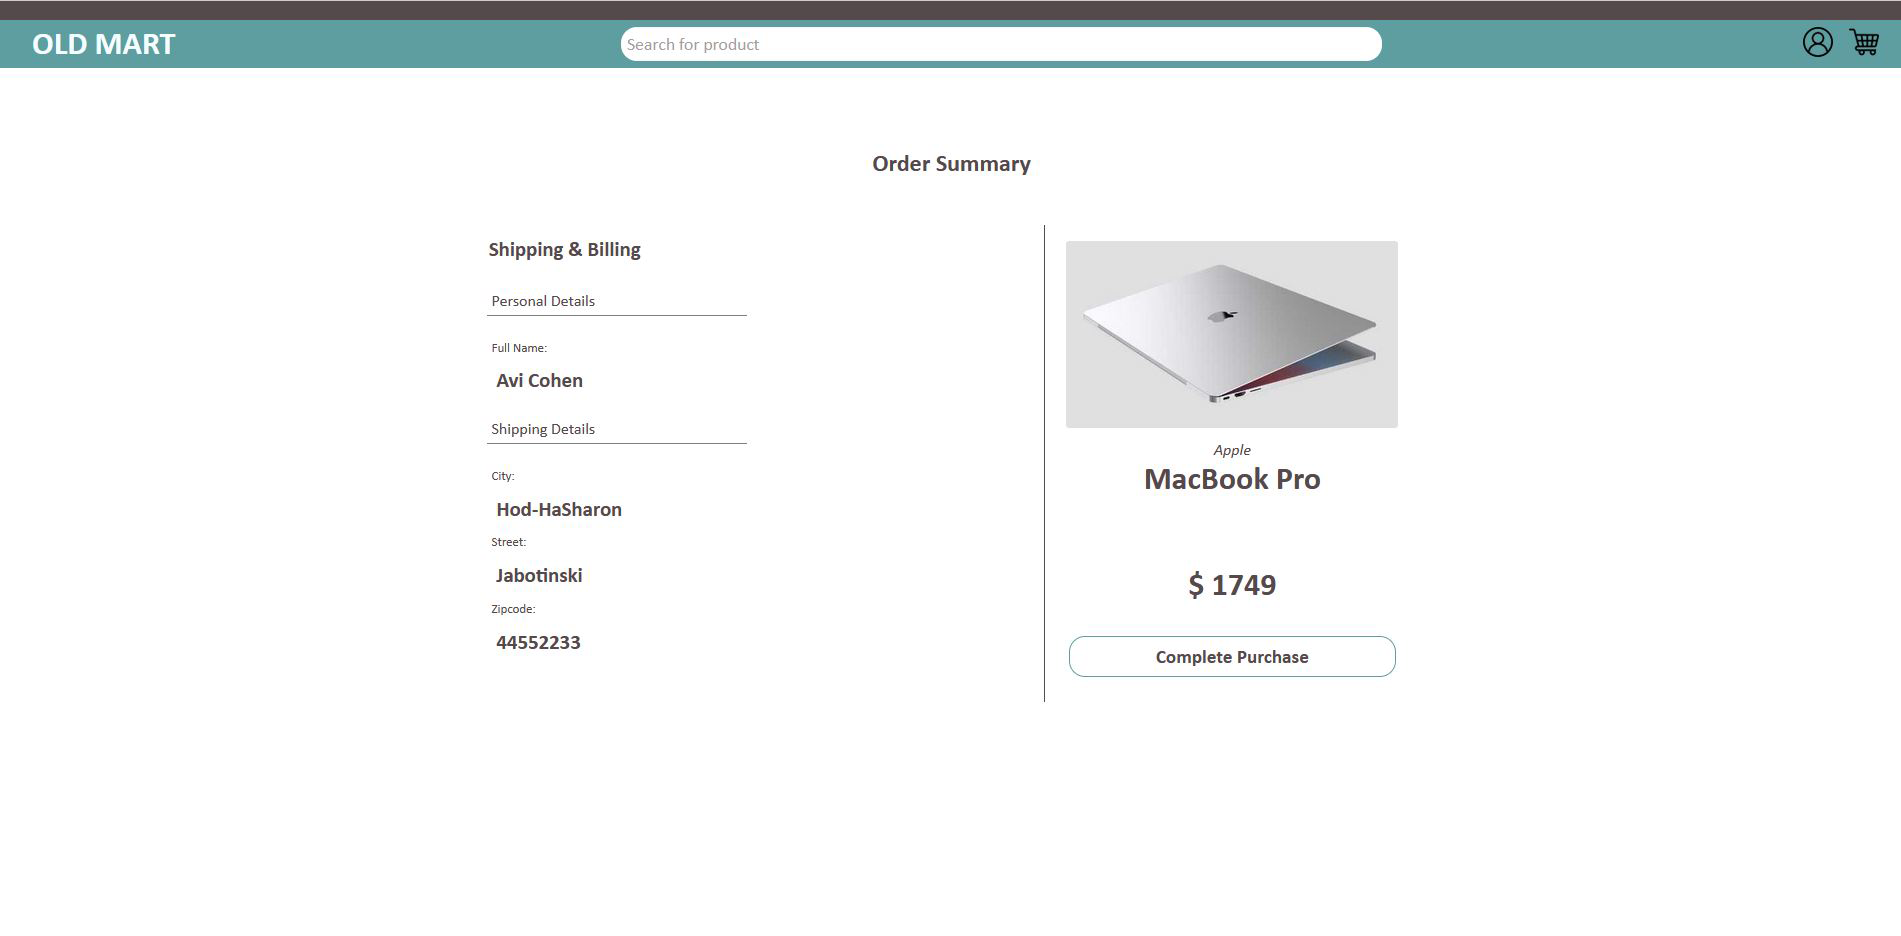 OLD MART
Search for product
Order Summary
Shipping & Billing
Personal Details
Full Name:
Avi Cohen
Shipping Details
City:
Hod-HaSharon
Street:
Jabotinski
Zipcode:
44552233
Apple
MacBook Pro
$ 1749
Complete Purchase